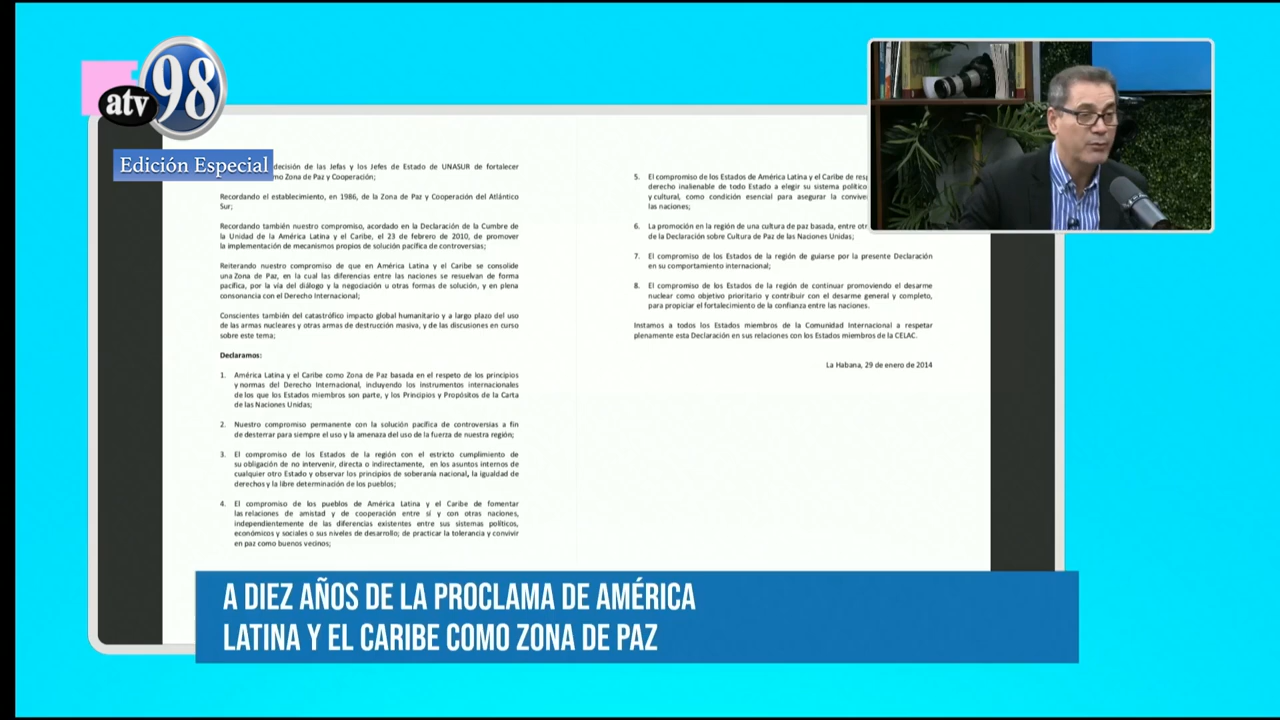 atv
98
Edición Especial
decisión de las Jefas y los Jefes de Estado de UNASUR de fortalecer
mo Zona de Paz y Cooperación;
Recordando el establecimiento, en 1986, de la Zona de Paz y Cooperación del Atlántico
Sur;
Recordando también nuestro compromiso, acordado en la Declaración de la Cumbre de
la Unidad de la América Latina y el Caribe, el 23 de febrero de 2010, de promover
la implementación de mecanismos propios de solución pacífica de controversias;
Reiterando nuestro compromiso de que en América Latina y el Caribe se consolide
una Zona de Paz, en la cual las diferencias entre las naciones se resuelvan de forma
pacífica, por la vía del diálogo y la negociación u otras formas de solución, y en plena
consonancia con el Derecho Internacional;
Conscientes también del catastrófico impacto global humanitario y a largo plazo del uso
de las armas nucleares y otras armas de destrucción masiva, y de las discusiones en curso
sobre este tema;
Declaramos:
1. América Latina y el Caribe como Zona de Paz basada en el respeto de los principios
y normas del Derecho Internacional, incluyendo los instrumentos internacionales
de los que los Estados miembros son parte, y los Principios y Propósitos de la Carta
de las Naciones Unidas;
2. Nuestro compromiso permanente con la solución pacífica de controversias a fin
de desterrar para siempre el uso y la amenaza del uso de la fuerza de nuestra región;
3. El compromiso de los Estados de la región con el estricto cumplimiento de
su obligación de no intervenir, directa o indirectamente, en los asuntos internos de
cualquier otro Estado y observar los principios de soberanía nacional, la igualdad de
derechos y la libre determinación de los pueblos;
4. El compromiso de los pueblos de América Latina y el Caribe de fomentar
las relaciones de amistad y de cooperación entre sí y con otras naciones,
independientemente de las diferencias existentes entre sus sistemas políticos,
económicos y sociales o sus niveles de desarrollo; de practicar la tolerancia y convivir
en paz como buenos vecinos;
5. El compromiso de los Estados de América Latina y el Caribe de resp
derecho inalienable de todo Estado a elegir su sistema político
y cultural, como condición esencial para asegurar la convive
las naciones;
6. La promoción en la región de una cultura de paz basada, entre otr
de la Declaración sobre Cultura de Paz de las Naciones Unidas;
7. El compromiso de los Estados de la región de guiarse por la presente Declaración
en su comportamiento internacional;
8. El compromiso de los Estados de la región de continuar promoviendo el desarme
nuclear como objetivo prioritario y contribuir con el desarme general y completo,
para propiciar el fortalecimiento de la confianza entre las naciones.
Instamos a todos los Estados miembros de la Comunidad Internacional a respetar
plenamente esta Declaración en sus relaciones con los Estados miembros de la CELAC.
La Habana, 29 de enero de 2014
A DIEZ AÑOS DE LA PROCLAMA DE AMÉRICA
LATINA Y EL CARIBE COMO ZONA DE PAZ